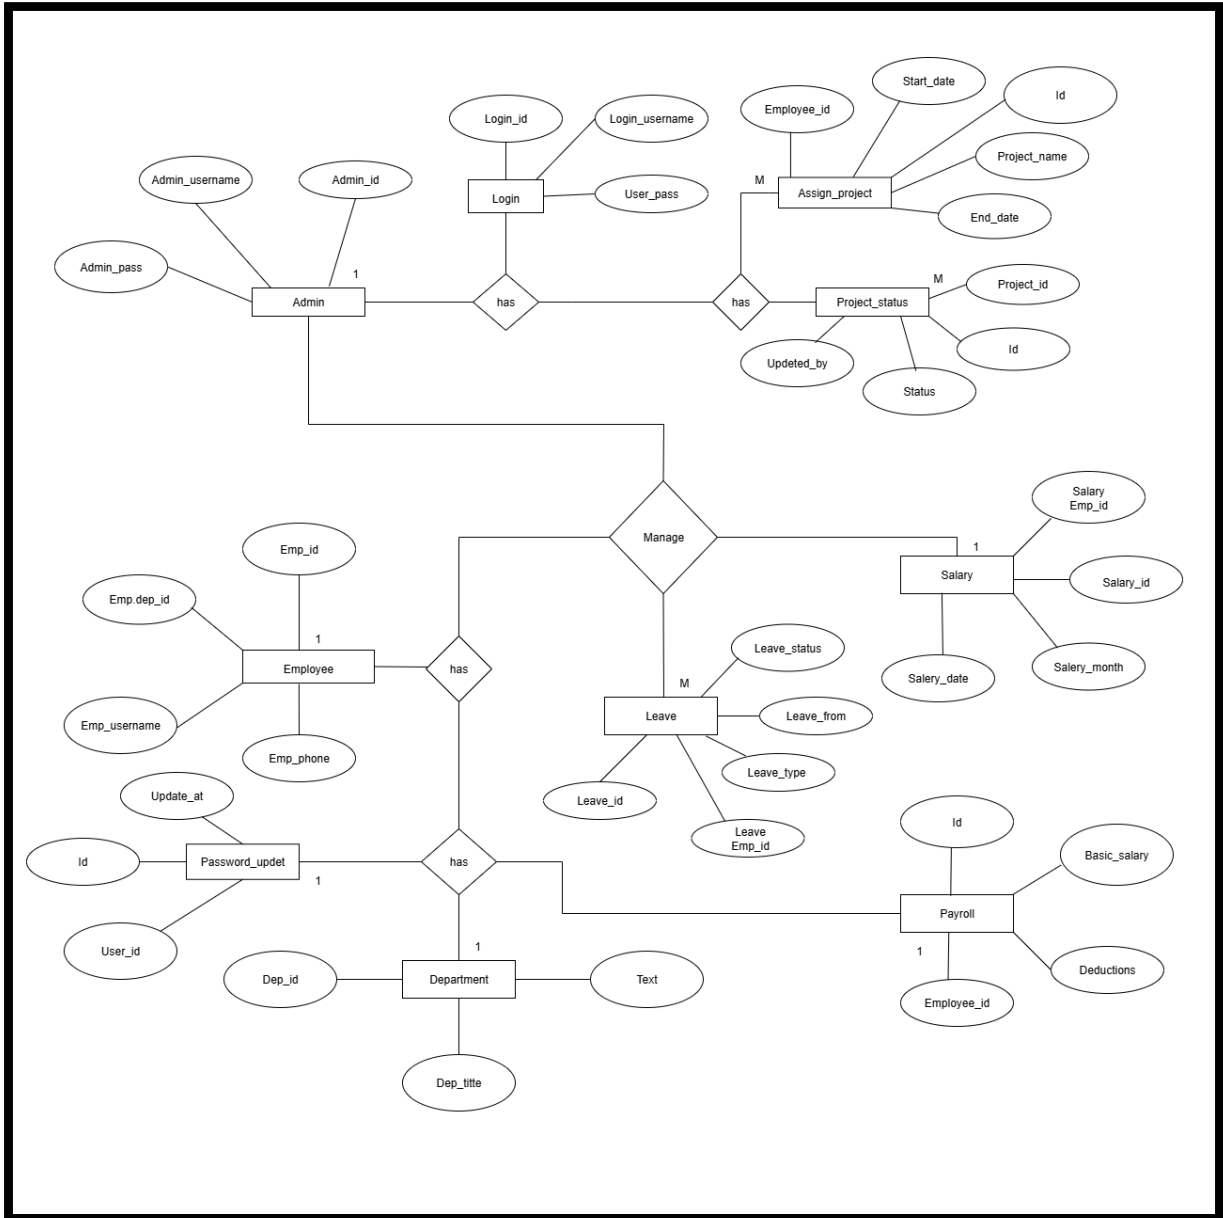 Start_date
Id
Employee_id
Login_id
Login_username
Project_name
Admin_username
Admin_id
M
Assign_project
Login
User_pass
End_date
Admin_pass
1
M
Project_id
Admin
has
has
Project_status
Id
Updeted_by
Status
Salary
Emp_id
Manage
1
Emp_id
Salary
Salary_id
Emp.dep_id
1
Leave_status
Employee
has
Salery_month
Salery_date
M
Emp_username
Leave
Leave_from
Emp_phone
Leave_type
Update_at
Leave_id
Id
Leave
Emp_id
Basic_salary
Id
Password_updet
has
1
Payroll
User_id
1
1
Dep_id
Department
Text
Deductions
Employee_id
Dep_titte